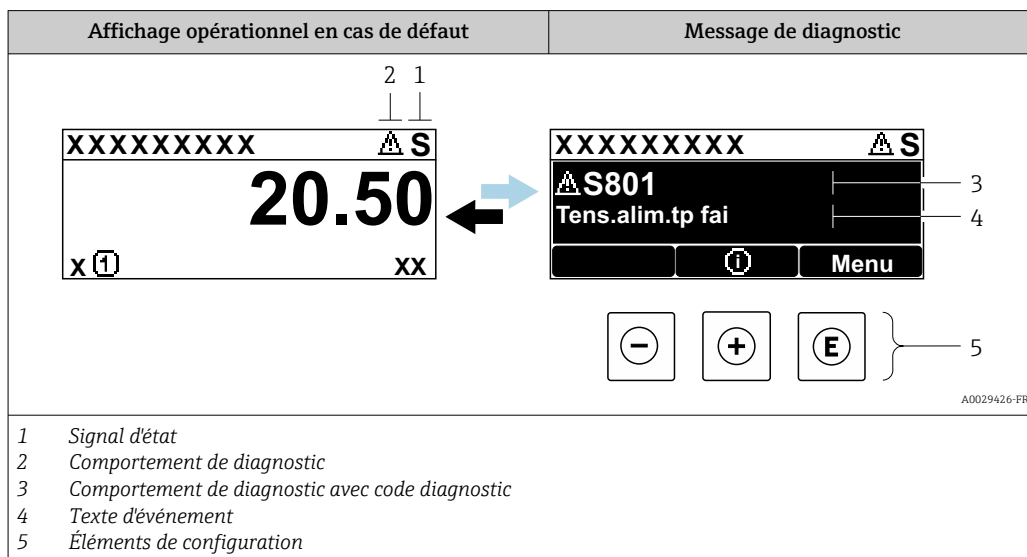 Affichage opérationnel en cas de défaut
Message de diagnostic
2 1
XXXXXXXXX ⚠ S
20.50
x 1 XX
XXXXXXXXX ⚠ S
⚠S801
Tens.alim.tp fai
i Menu
3
4
− + E
5
A0029426-FR
1 Signal d'état
2 Comportement de diagnostic
3 Comportement de diagnostic avec code diagnostic
4 Texte d'événement
5 Éléments de configuration